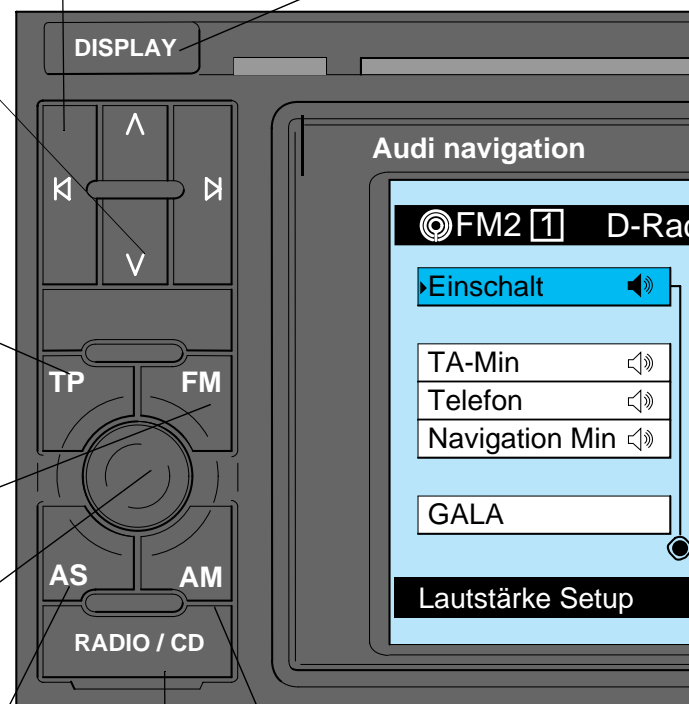 DISPLAY
Audi navigation
FM2 1 D-Rad
Einschalt
TA-Min
Telefon
Navigation Min
GALA
Lautstärke Setup
TP FM
AS AM
RADIO / CD